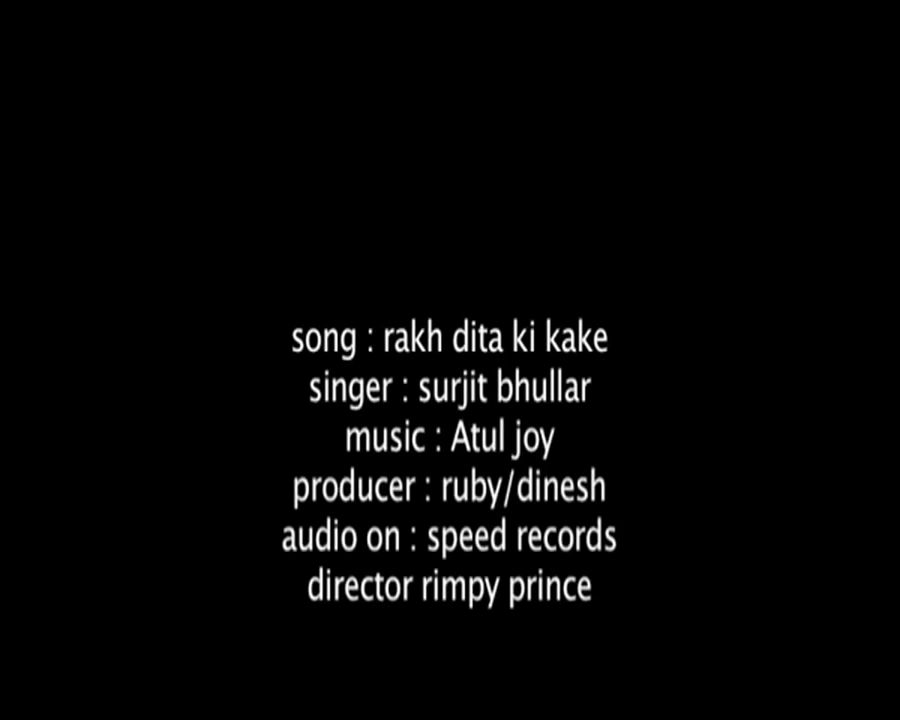 song : rakh dita ki kake
singer : surjit bhullar
music : Atul joy
producer : ruby/dinesh
audio on : speed records
director rimpy prince